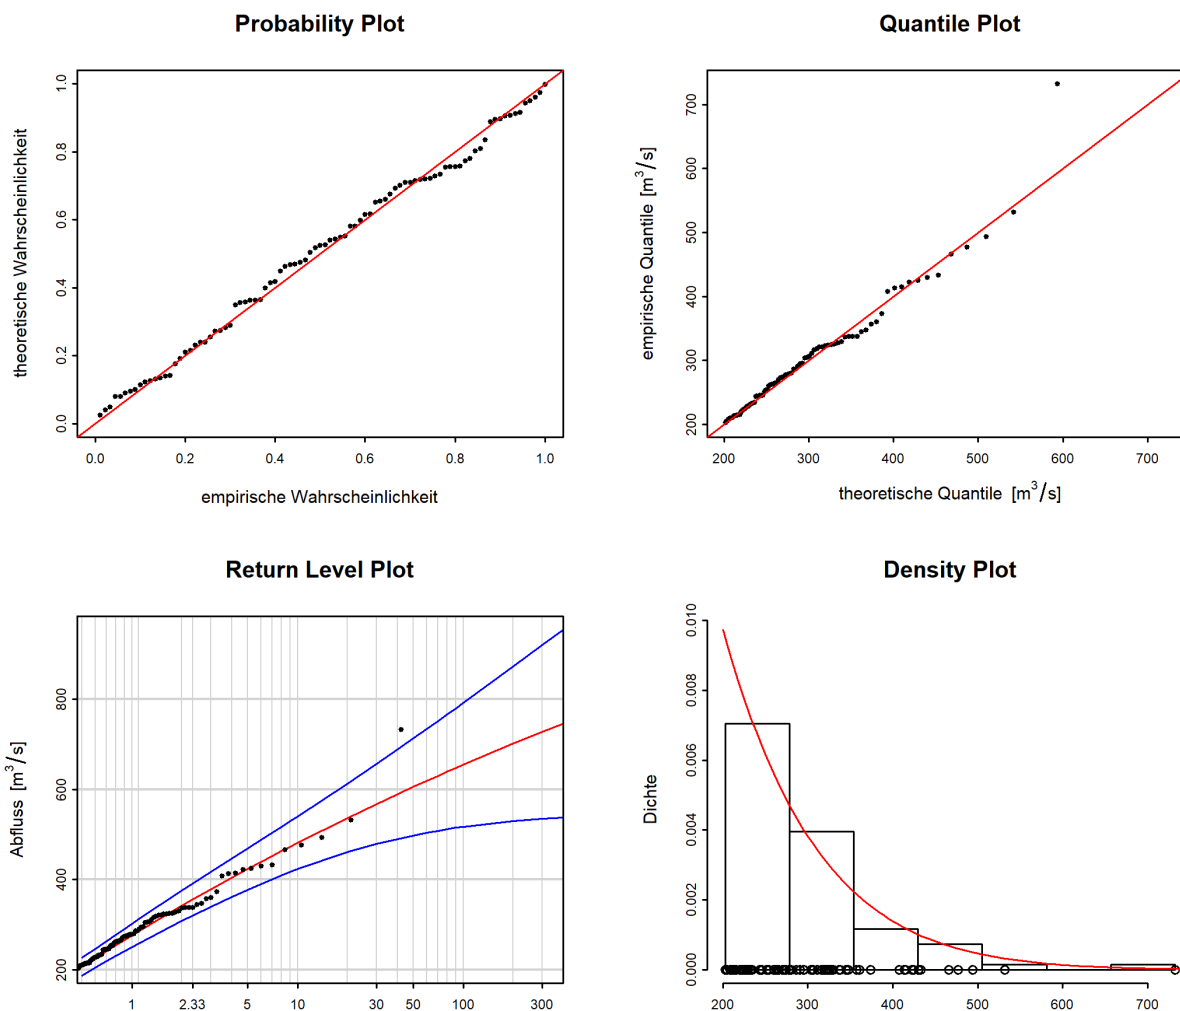 Probability Plot
theoretische Wahrscheinlichkeit
0.0 0.2 0.4 0.6 0.8 1.0
0.0 0.2 0.4 0.6 0.8 1.0
empirische Wahrscheinlichkeit
Quantile Plot
empirische Quantile [m³/s]
200 300 400 500 600 700
200 300 400 500 600 700
theoretische Quantile [m³/s]
Return Level Plot
Abfluss [m³/s]
200 400 600 800
1 2.33 5 10 30 50 100 300
Density Plot
Dichte
0.000 0.002 0.004 0.006 0.008 0.010
200 300 400 500 600 700